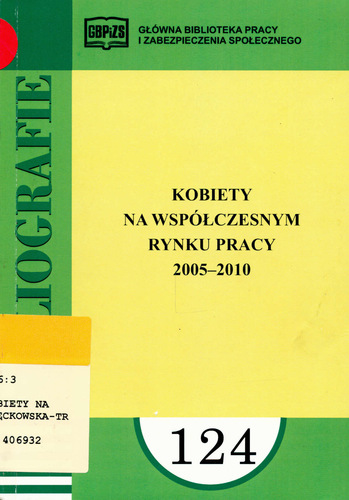 GBPiZS
GŁÓWNA BIBLIOTEKA PRACY
I ZABEZPIECZENIA SPOŁECZNEGO
LIOGRAFIE
KOBIETY
NA WSPÓŁCZESNYM
RYNKU PRACY
2005–2010
5:3
BIETY NA
ĘCKOWSKA-TR
406932
124